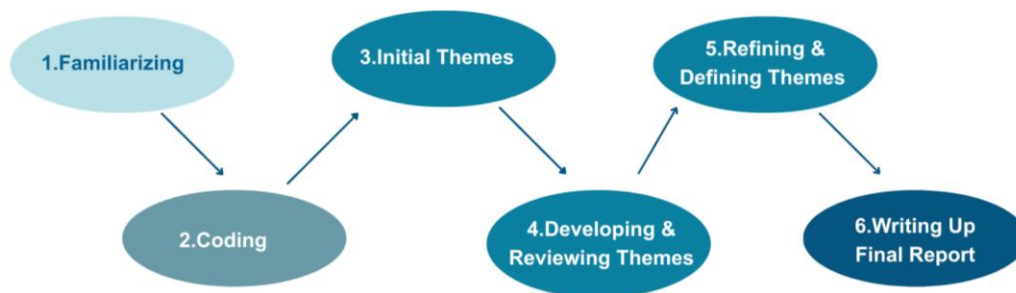 1.Familiarizing
2.Coding
3.Initial Themes
4.Developing &
Reviewing Themes
5.Refining &
Defining Themes
6.Writing Up
Final Report